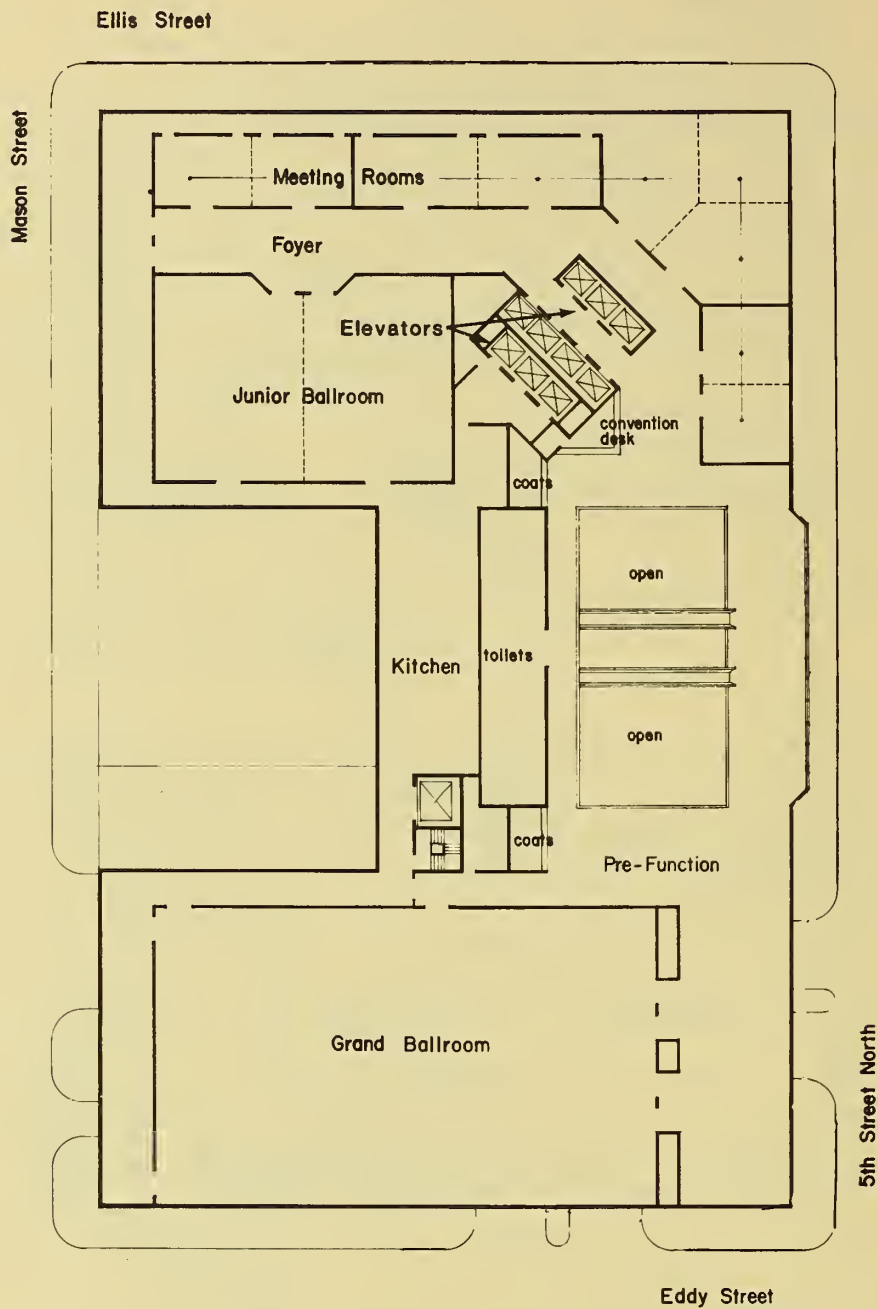 Ellis Street
Mason Street
Meeting Rooms
Foyer
Elevators
Junior Ballroom
convention
desk
coats
open
Kitchen
toilets
open
coats
Pre-Function
Grand Ballroom
5th Street North
Eddy Street